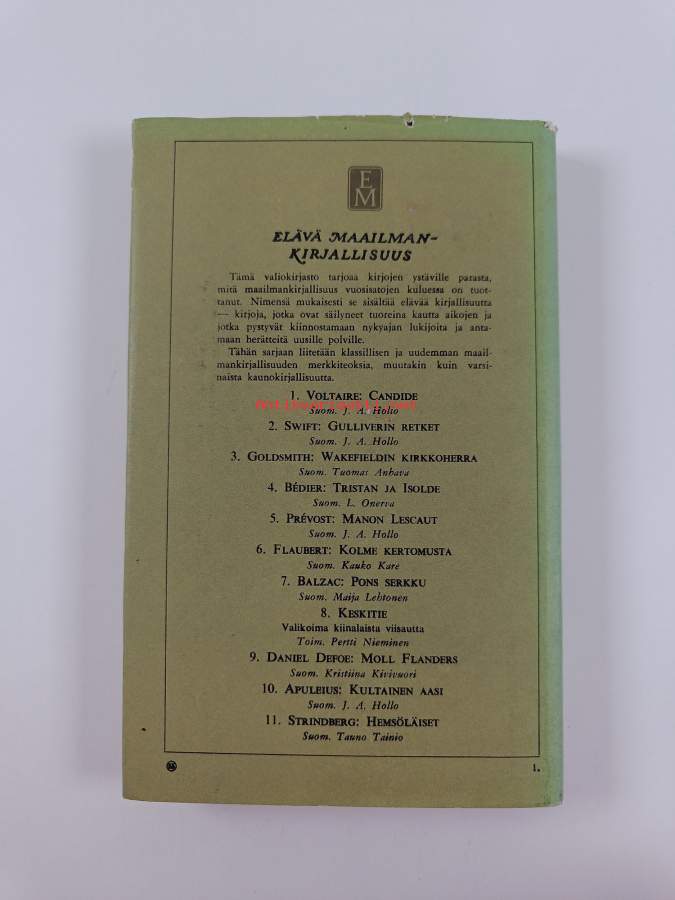 E
M
ELÄVÄ MAAILMAN-
KIRJALLISUUS
Tämä valiokirjasto tarjoaa kirjojen ystäville parasta,
mitä maailmankirjallisuus vuosisatojen kuluessa on tuot-
tanut. Nimensä mukaisesti se sisältää elävää kirjallisuutta
— kirjoja, jotka ovat säilyneet tuoreina kautta aikojen ja
jotka pystyvät kiinnostamaan nykyajan lukijoita ja anta-
maan herätteitä uusille polville.
Tähän sarjaan liitetään klassillisen ja uudemman maail-
mankirjallisuuden merkkiteoksia, muutakin kuin varsi-
naista kaunokirjallisuutta.
1. VOLTAIRE: CANDIDE
Suom. J. A. Hollo
2. SWIFT: GULLIVERIN RETKET
Suom. J. A. Hollo
3. GOLDSMITH: WAKEFIELDIN KIRKKOHERRA
Suom. Tuomas Anhava
4. BÉDIER: TRISTAN JA ISOLDE
Suom. L. Onerva
5. PRÉVOST: MANON LESCAUT
Suom. J. A. Hollo
6. FLAUBERT: KOLME KERTOMUSTA
Suom. Kauko Kare
7. BALZAC: PONS SERKKU
Suom. Maija Lehtonen
8. KESKITIE
Valikoima kiinalaista viisautta
Toim. Pertti Nieminen
9. DANIEL DEFOE: MOLL FLANDERS
Suom. Kristiina Kivivuori
10. APULEIUS: KULTAINEN AASI
Suom. J. A. Hollo
11. STRINDBERG: HEMSÖLÄISET
Suom. Tauno Tainio
1.